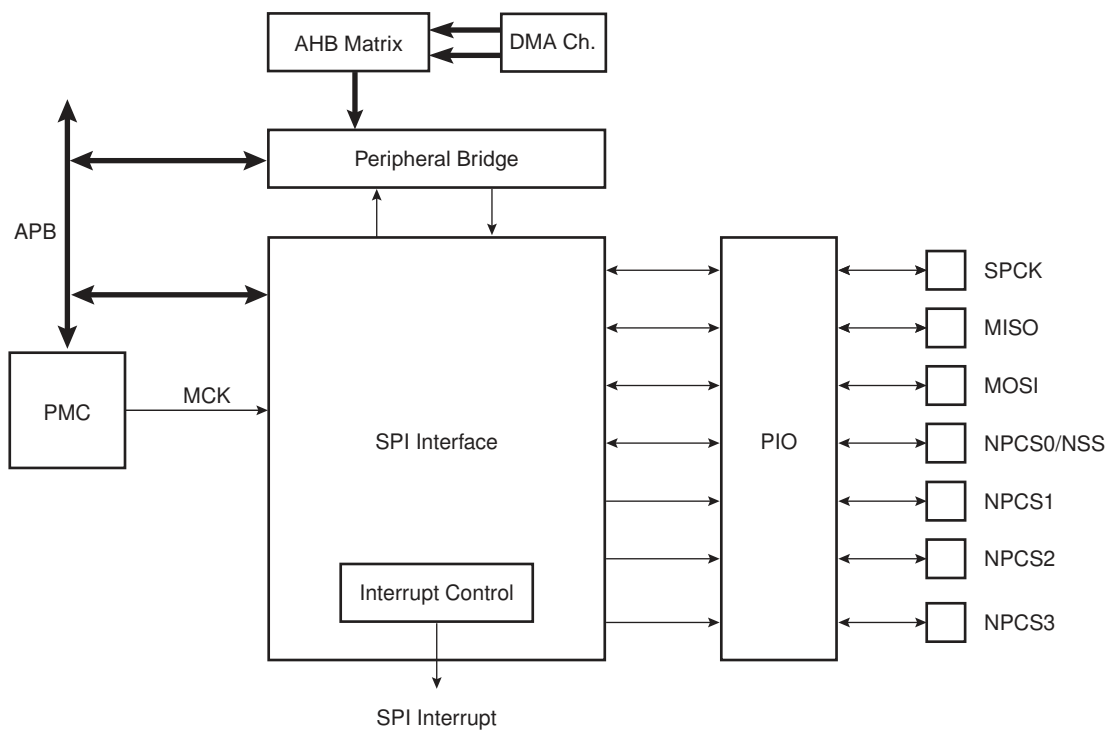 AHB Matrix
DMA Ch.
Peripheral Bridge
APB
SPCK
MISO
MCK
MOSI
PMC
SPI Interface
PIO
NPCS0/NSS
NPCS1
NPCS2
Interrupt Control
NPCS3
SPI Interrupt